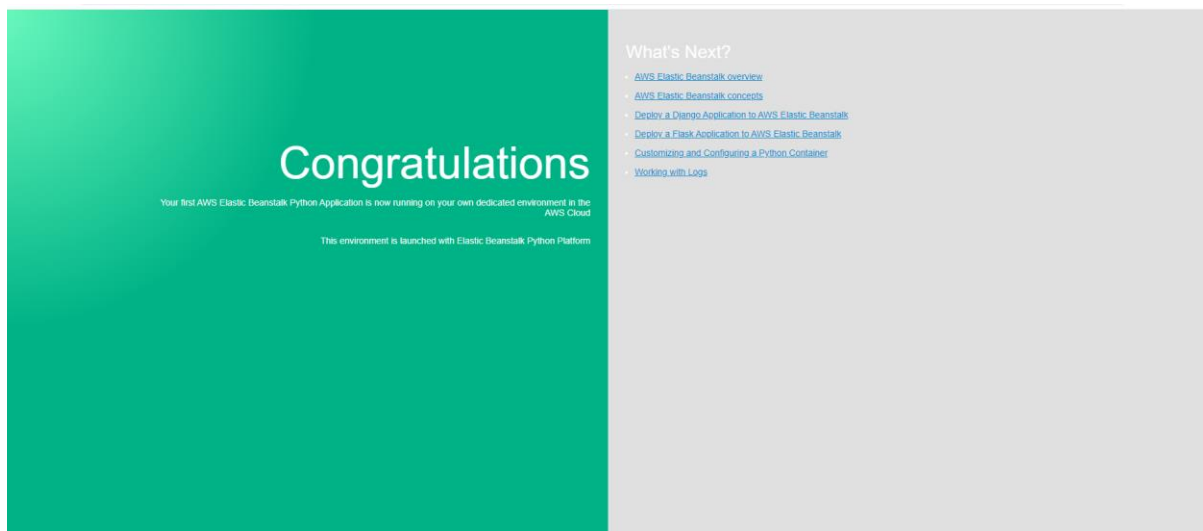 Congratulations
Your first AWS Elastic Beanstalk Python Application is now running on your own dedicated environment in the
AWS Cloud
This environment is launched with Elastic Beanstalk Python Platform
What's Next?
AWS Elastic Beanstalk overview
AWS Elastic Beanstalk concepts
Deploy a Django Application to AWS Elastic Beanstalk
Deploy a Flask Application to AWS Elastic Beanstalk
Customizing and Configuring a Python Container
Working with Logs